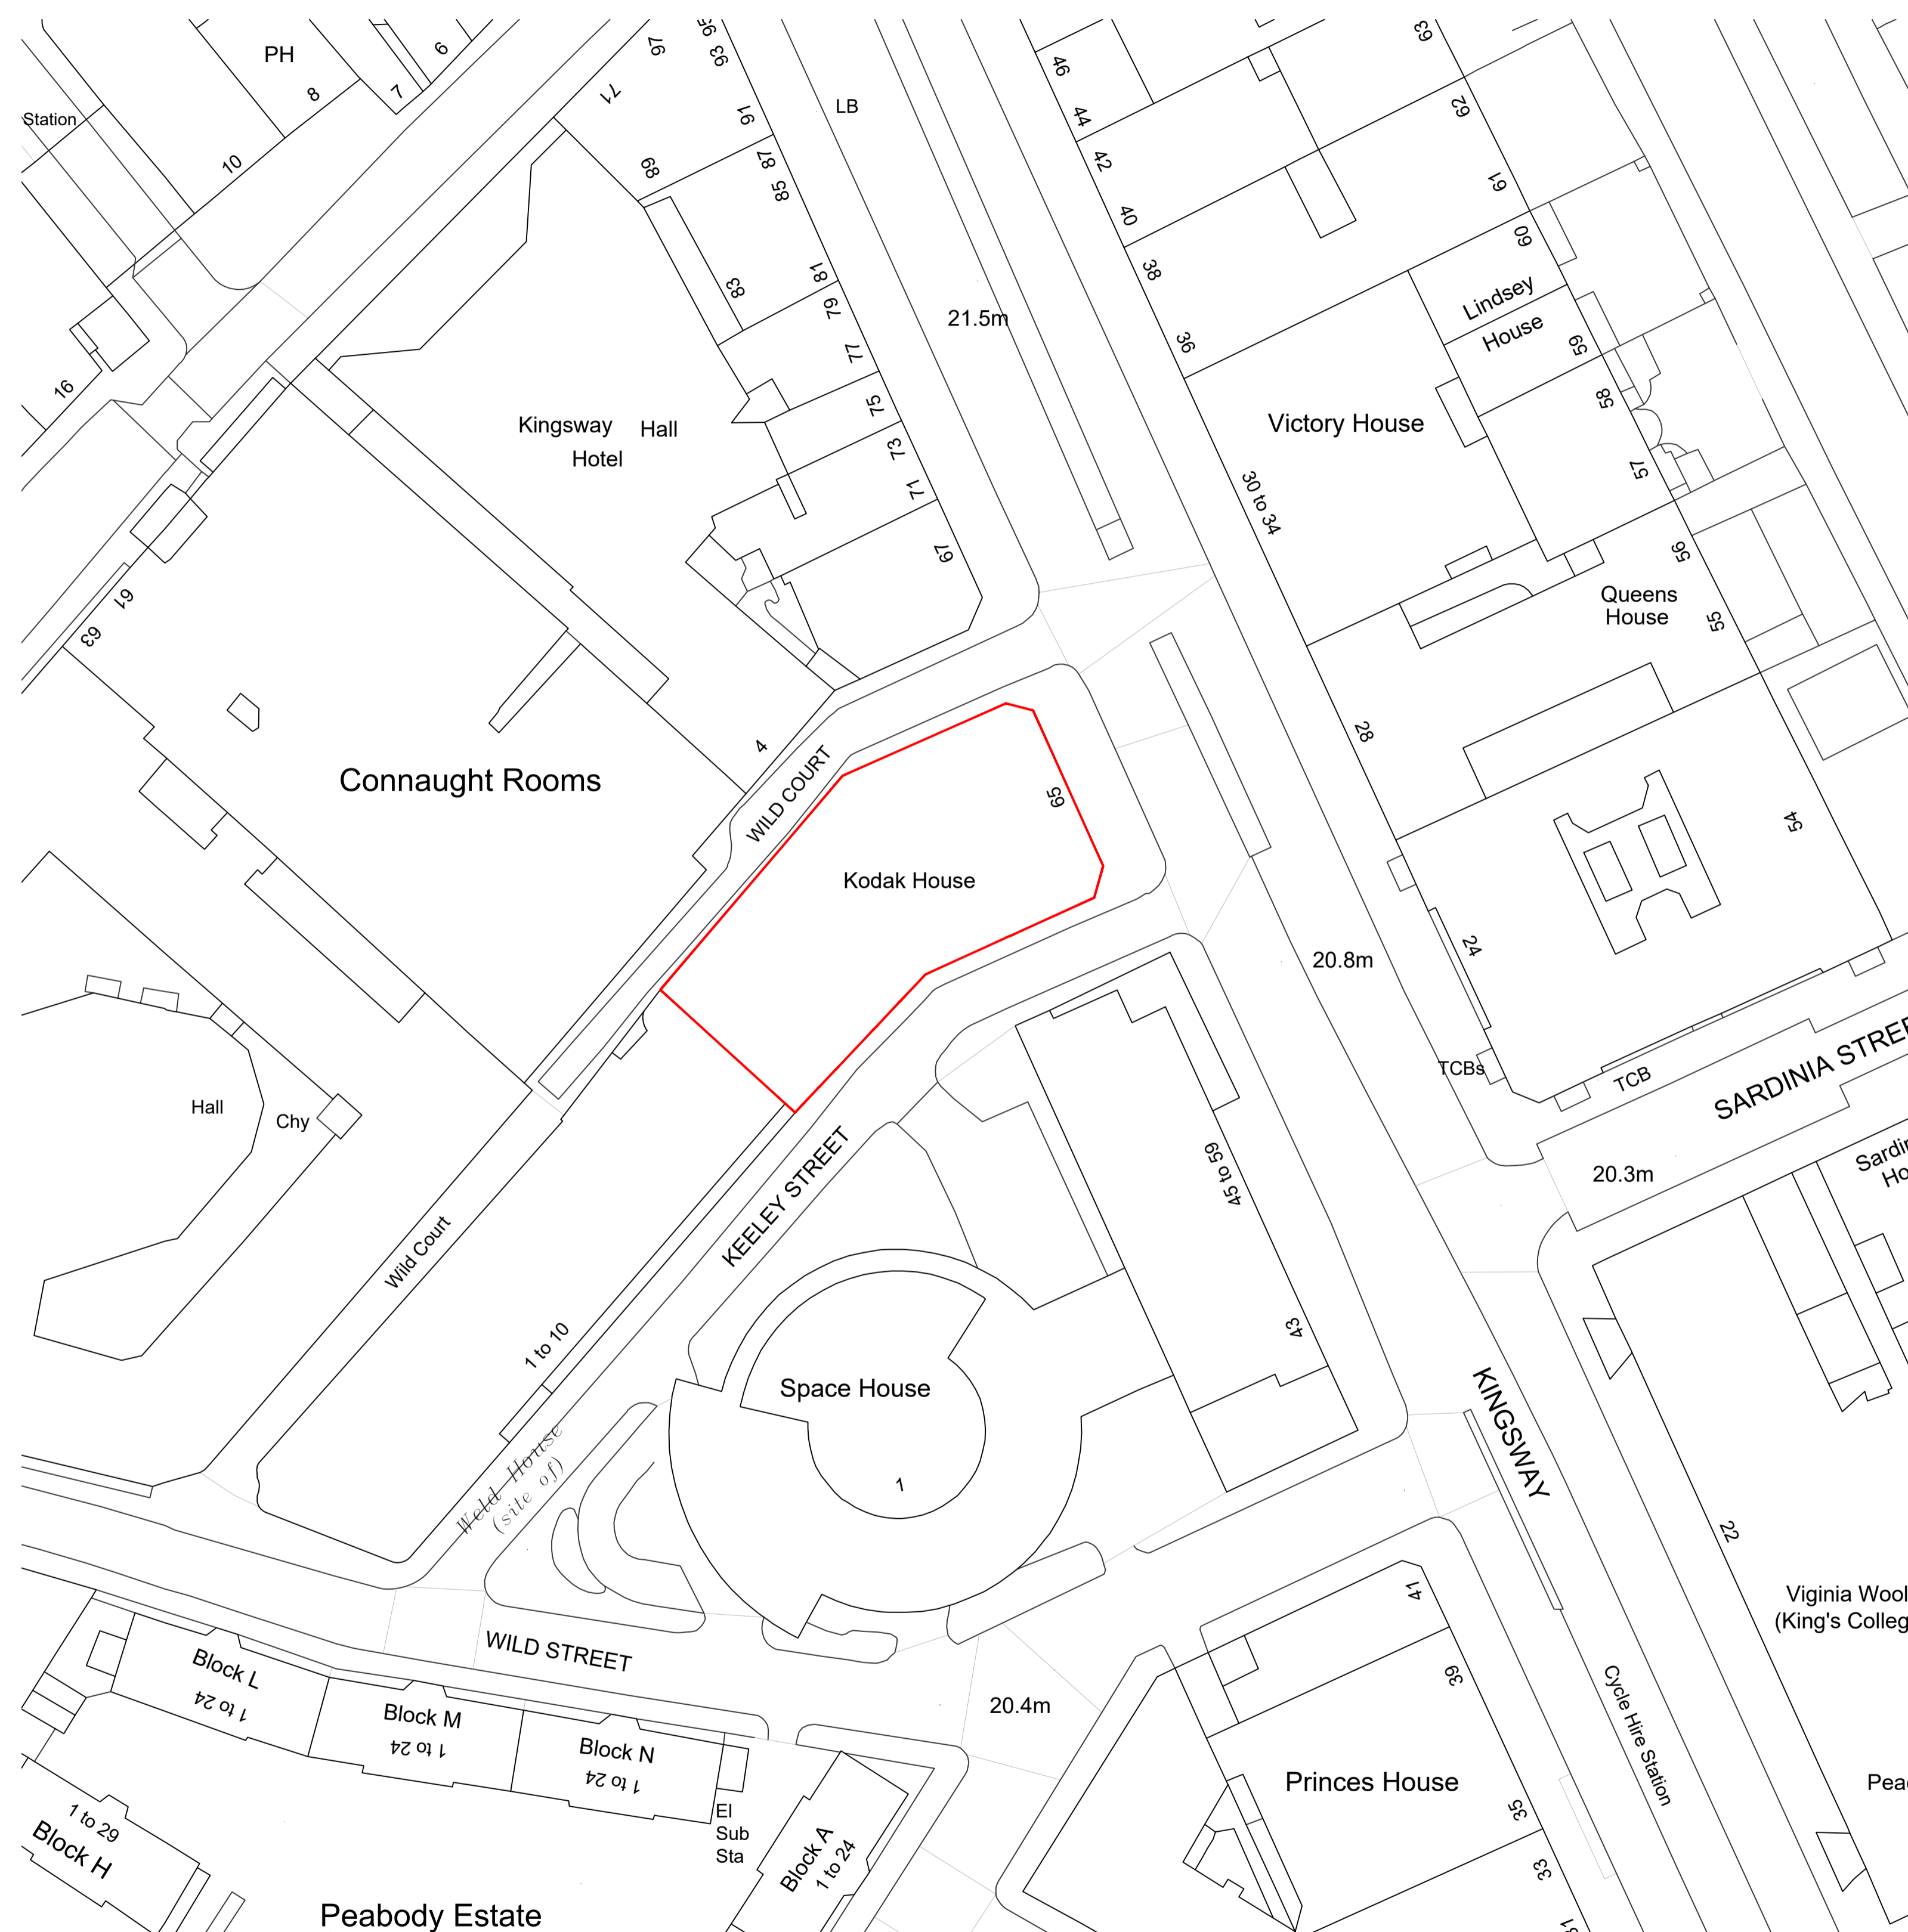 PH
8
7
6
Station
10
16
97
71
95
93
91
89
87
85
83
81
79
77
75
73
71
67
LB
21.5m
46
44
42
40
38
36
63
62
61
60
Lindsey
House
59
58
57
56
55
54
Victory House
30 to 34
Queens
House
28
24
Kingsway Hall
Hotel
61
63
4
Connaught Rooms
WILD COURT
65
Kodak House
20.8m
TCBs
TCB
SARDINIA STREE
20.3m
Sardin
Ho
Hall
Chy
Wild Court
KEELEY STREET
45 to 59
43
1 to 10
Space House
1
Weld House
(site of)
KINGSWAY
22
WILD STREET
20.4m
41
39
35
33
31
Princes House
Cycle Hire Station
Viginia Wool
(King's Colleg
Peac
Block L
1 to 24
Block M
1 to 24
Block N
1 to 24
El
Sub
Sta
Block A
1 to 24
1 to 29
Block H
Peabody Estate